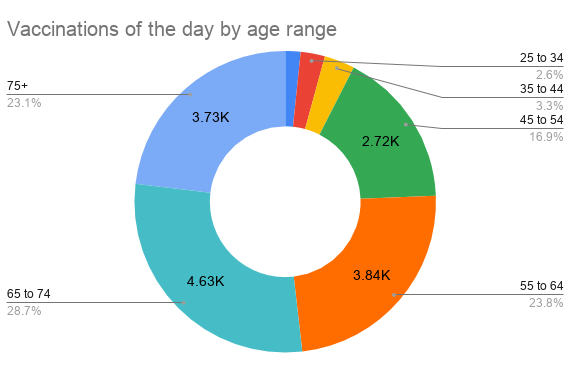 Vaccinations of the day by age range
25 to 34
2.6%
35 to 44
3.3%
45 to 54
16.9%
55 to 64
23.8%
65 to 74
28.7%
75+
23.1%
3.73K
2.72K
3.84K
4.63K